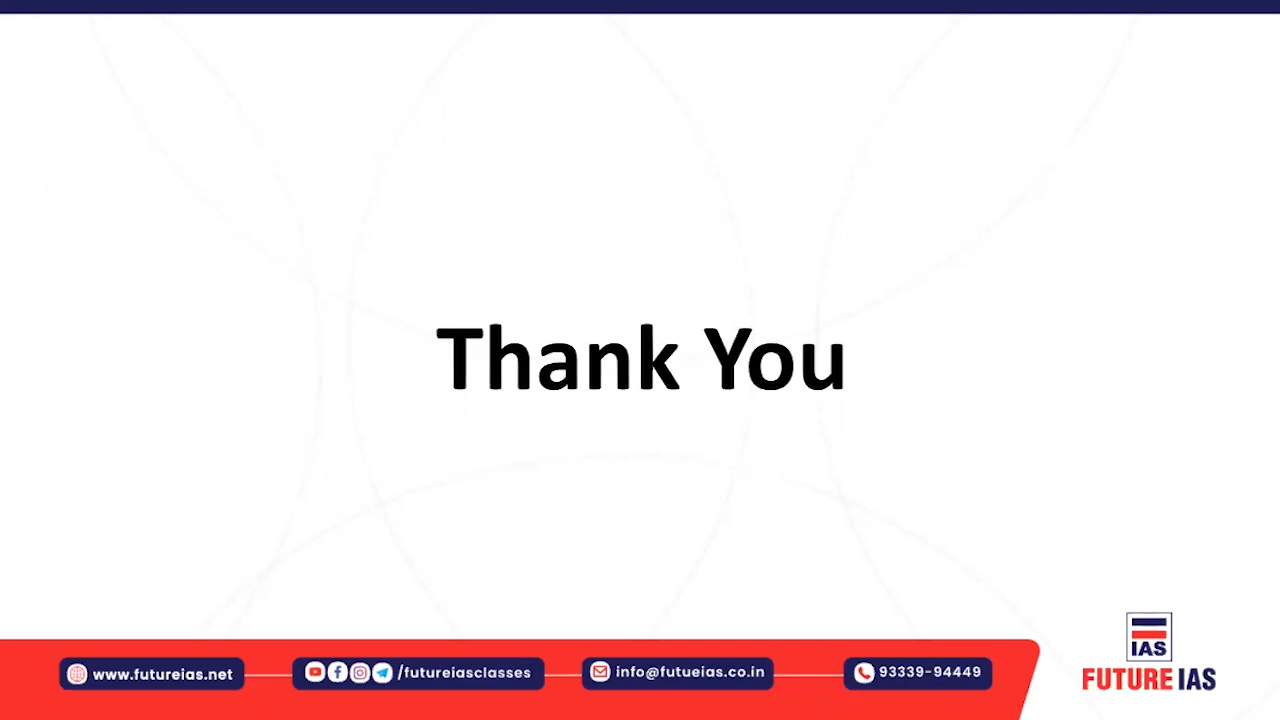 Thank You
www.futureias.net
/futureiasclasses
info@futueias.co.in
93339-94449
IAS
FUTURE IAS